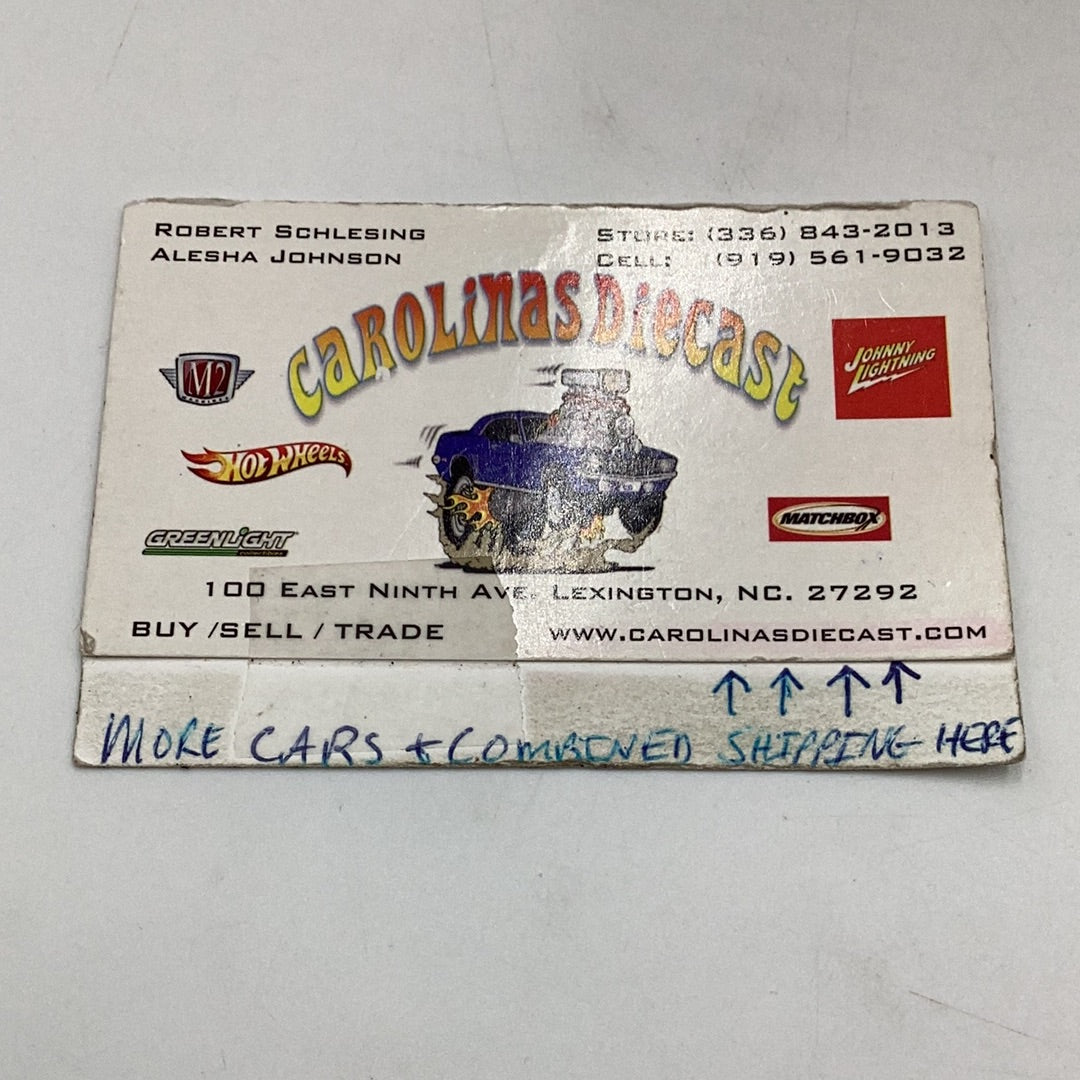 ROBERT SCHLESING
ALESHA JOHNSON
STORE: (336) 843-2013
CELL: (919) 561-9032
CAROLINAS DIECAST
M2
MACHINES
JOHNNY
LIGHTNING
HOT WHEELS
GREENLIGHT
collectibles
MATCHBOX
100 EAST NINTH AVE. LEXINGTON, NC. 27292
BUY /SELL / TRADE
WWW.CAROLINASDIECAST.COM
↑ ↑ ↑ ↑
MORE CARS + COMBINED SHIPPING HERE